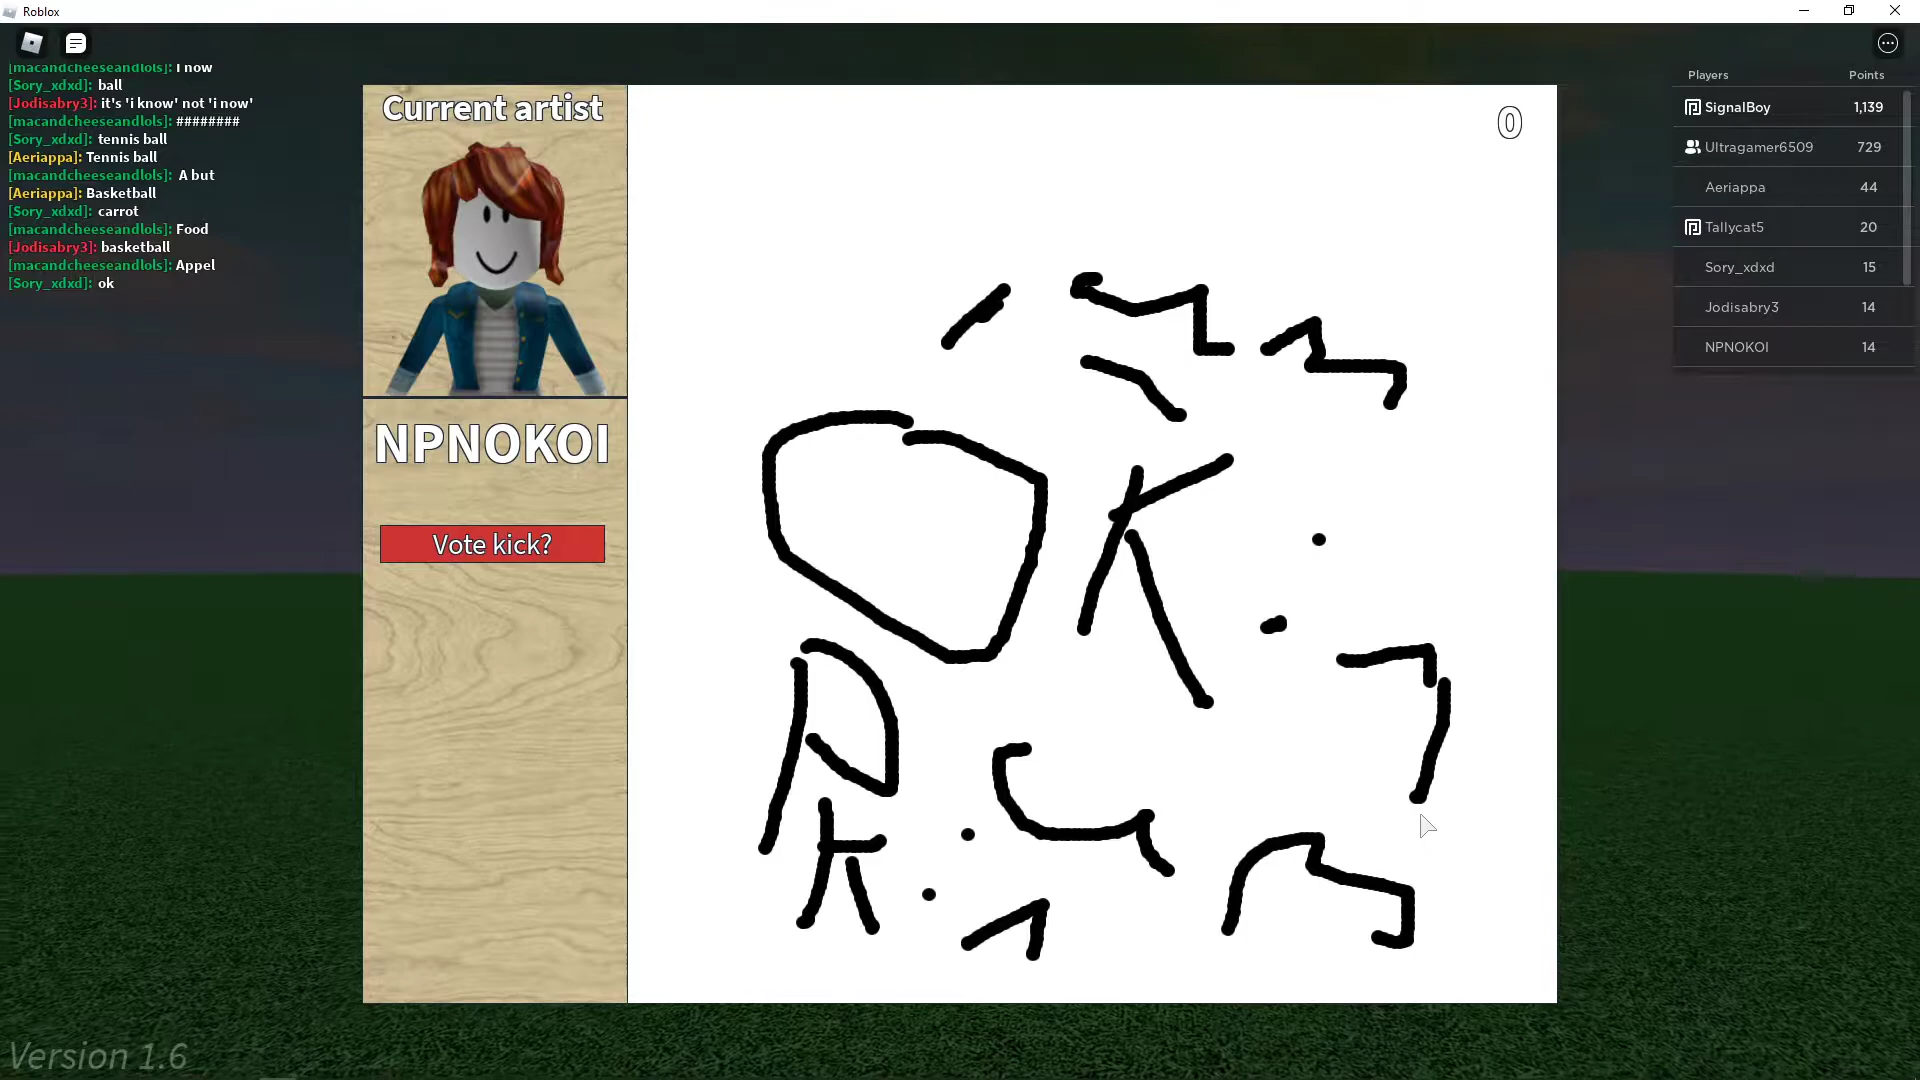 Roblox
[macandcheeseandlols]: I now
[Sory_xdxd]: ball
[Jodisabry3]: it's 'i know' not 'i now'
[macandcheeseandlols]: ########
[Sory_xdxd]: tennis ball
[Aeriappa]: Tennis ball
[macandcheeseandlols]: A but
[Aeriappa]: Basketball
[Sory_xdxd]: carrot
[macandcheeseandlols]: Food
[Jodisabry3]: basketball
[macandcheeseandlols]: Appel
[Sory_xdxd]: ok
Current artist
NPNOKOI
Vote kick?
0
OK
Players Points
SignalBoy 1,139
Ultragamer6509 729
Aeriappa 44
Tallycat5 20
Sory_xdxd 15
Jodisabry3 14
NPNOKOI 14
Version 1.6